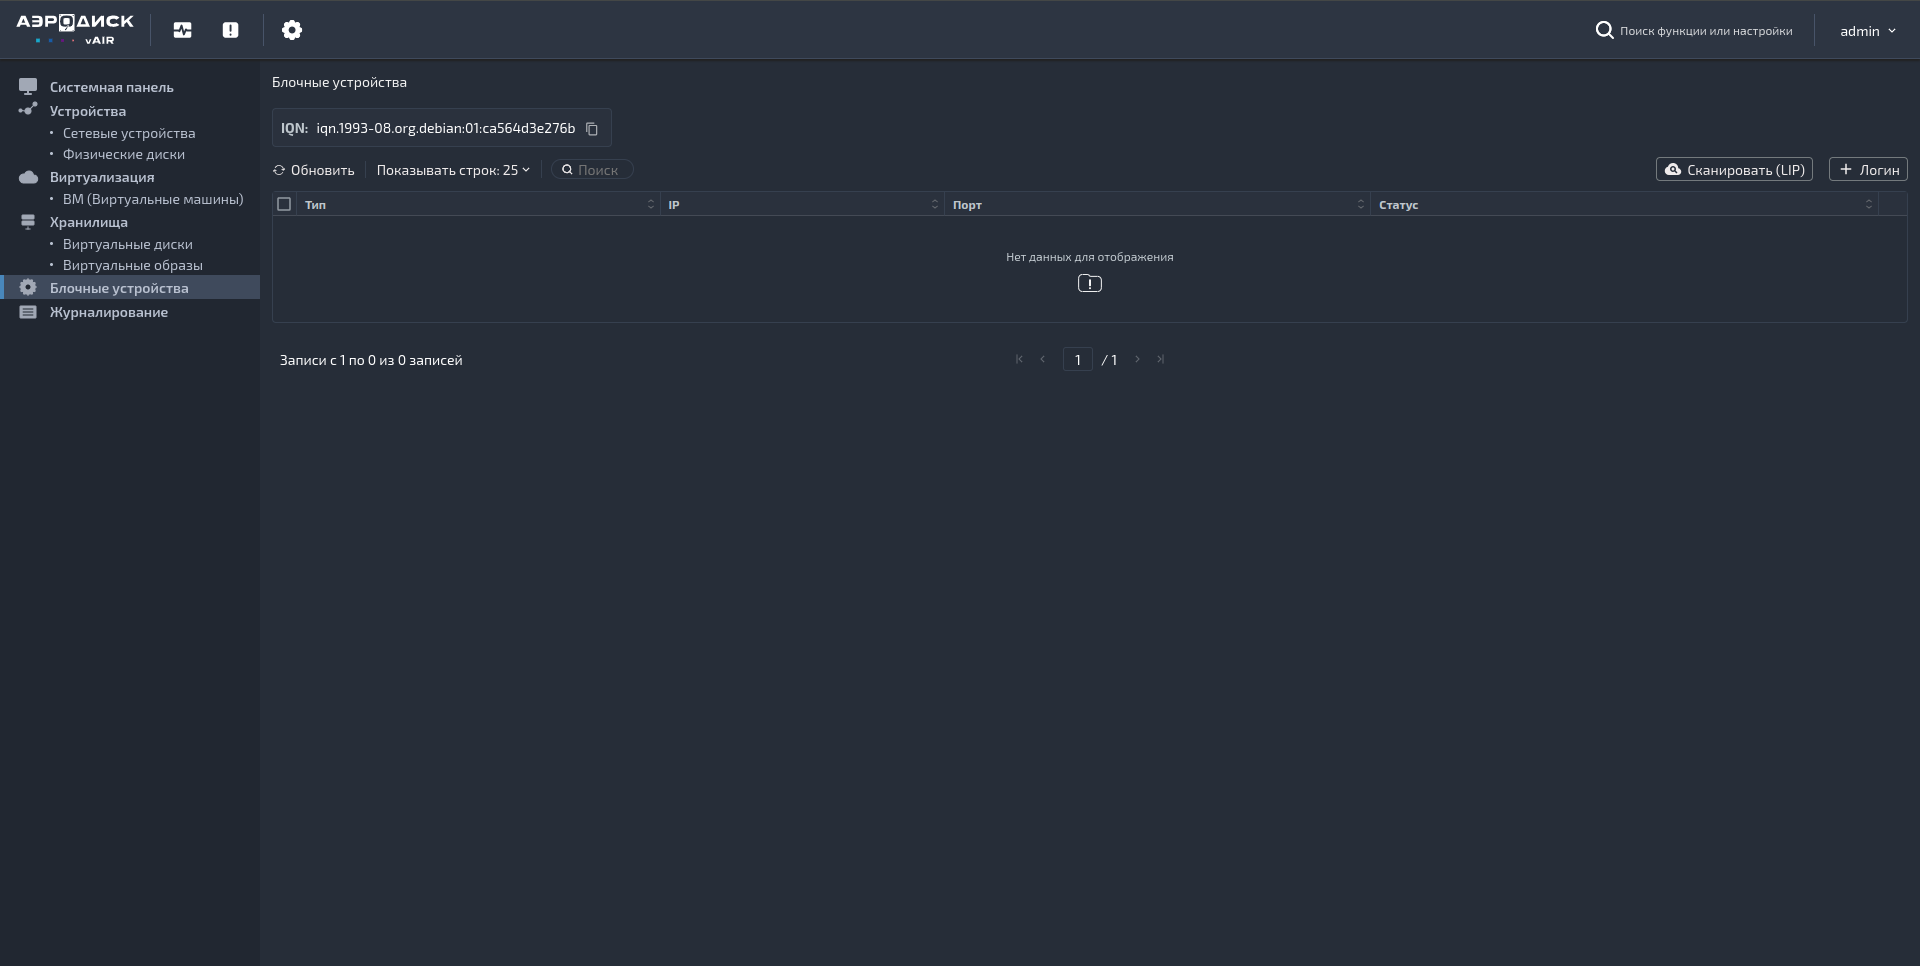 АЭРОДИСК
vAIR
Поиск функции или настройки
admin
Системная панель
Устройства
Сетевые устройства
Физические диски
Виртуализация
ВМ (Виртуальные машины)
Хранилища
Виртуальные диски
Виртуальные образы
Блочные устройства
Журналирование
Блочные устройства
IQN: iqn.1993-08.org.debian:01:ca564d3e276b
Обновить Показывать строк: 25 Поиск Сканировать (LIP) + Логин
Тип IP Порт Статус
Нет данных для отображения
Записи с 1 по 0 из 0 записей 1 / 1